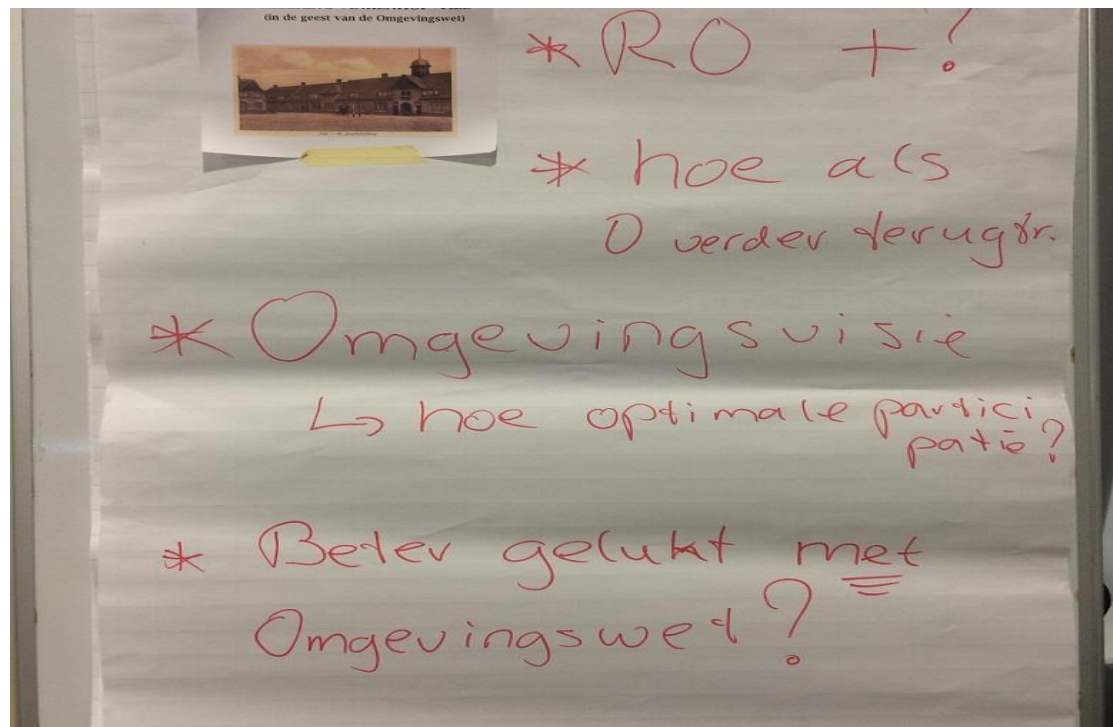 (in de geest van de Omgevingswet)
* RO +?
* hoe als
O verder terugtr.
* Omgevingsvisie
↳ hoe optimale partici
patie?
* Beter gelukt met
Omgevingswet?